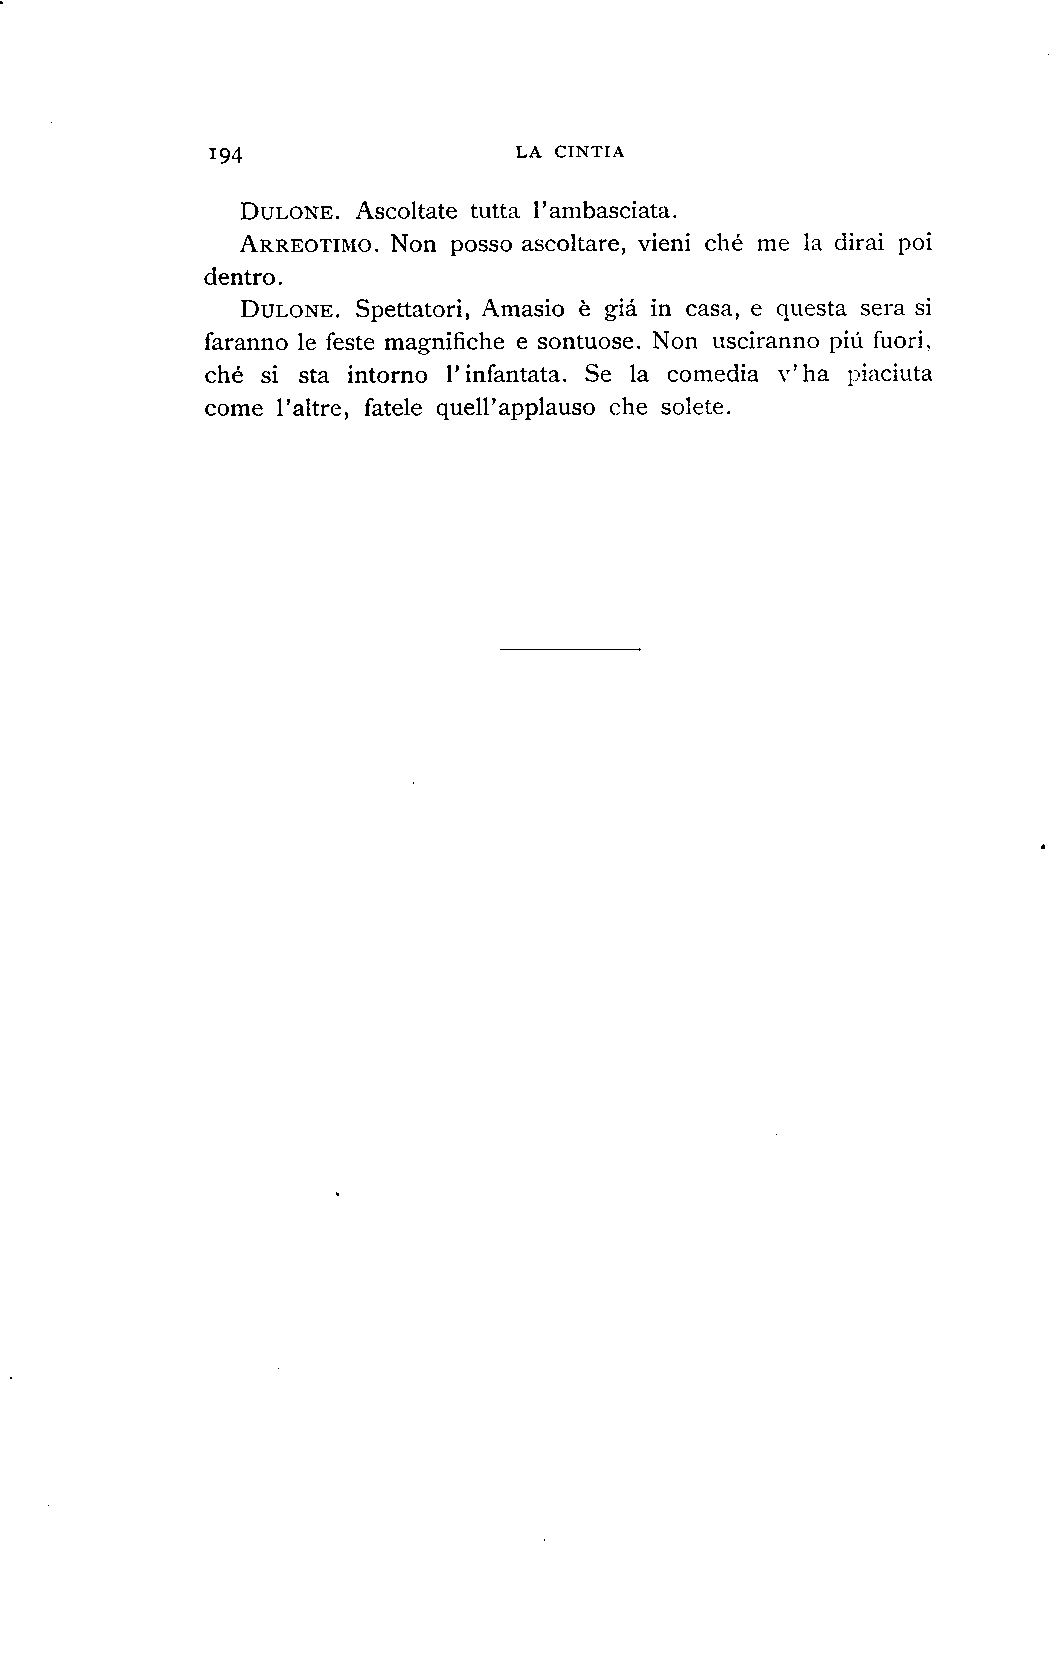 194 LA CINTIA
DULONE. Ascoltate tutta l'ambasciata.
ARREOTIMO. Non posso ascoltare, vieni ché me la dirai poi
dentro.
DULONE. Spettatori, Amasio è giá in casa, e questa sera si
faranno le feste magnifiche e sontuose. Non usciranno piú fuori,
ché si sta intorno l'infantata. Se la comedia v'ha piaciuta
come l'altre, fatele quell'applauso che solete.